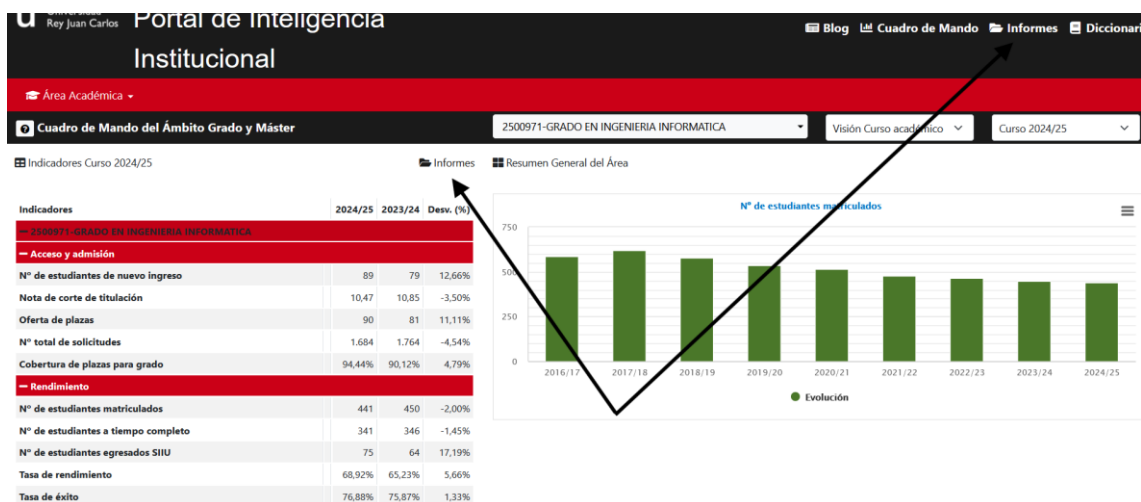 u Rey Juan Carlos Portal de Inteligencia
Institucional
Blog Cuadro de Mando Informes Diccionari
Área Académica
Cuadro de Mando del Ámbito Grado y Máster
2500971-GRADO EN INGENIERIA INFORMATICA
Visión Curso académico
Curso 2024/25
Indicadores Curso 2024/25
Informes
Resumen General del Área
Indicadores 2024/25 2023/24 Desv. (%)
2500971-GRADO EN INGENIERIA INFORMATICA
Acceso y admisión
Nº de estudiantes de nuevo ingreso 89 79 12,66%
Nota de corte de titulación 10,47 10,85 -3,50%
Oferta de plazas 90 81 11,11%
Nº total de solicitudes 1.684 1.764 -4,54%
Cobertura de plazas para grado 94,44% 90,12% 4,79%
Rendimiento
Nº de estudiantes matriculados 441 450 -2,00%
Nº de estudiantes a tiempo completo 341 346 -1,45%
Nº de estudiantes egresados SIIU 75 64 17,19%
Tasa de rendimiento 68,92% 65,23% 5,66%
Tasa de éxito 76,88% 75,87% 1,33%
Nº de estudiantes matriculados
750
500
250
0
2016/17 2017/18 2018/19 2019/20 2020/21 2021/22 2022/23 2023/24 2024/25
Evolución